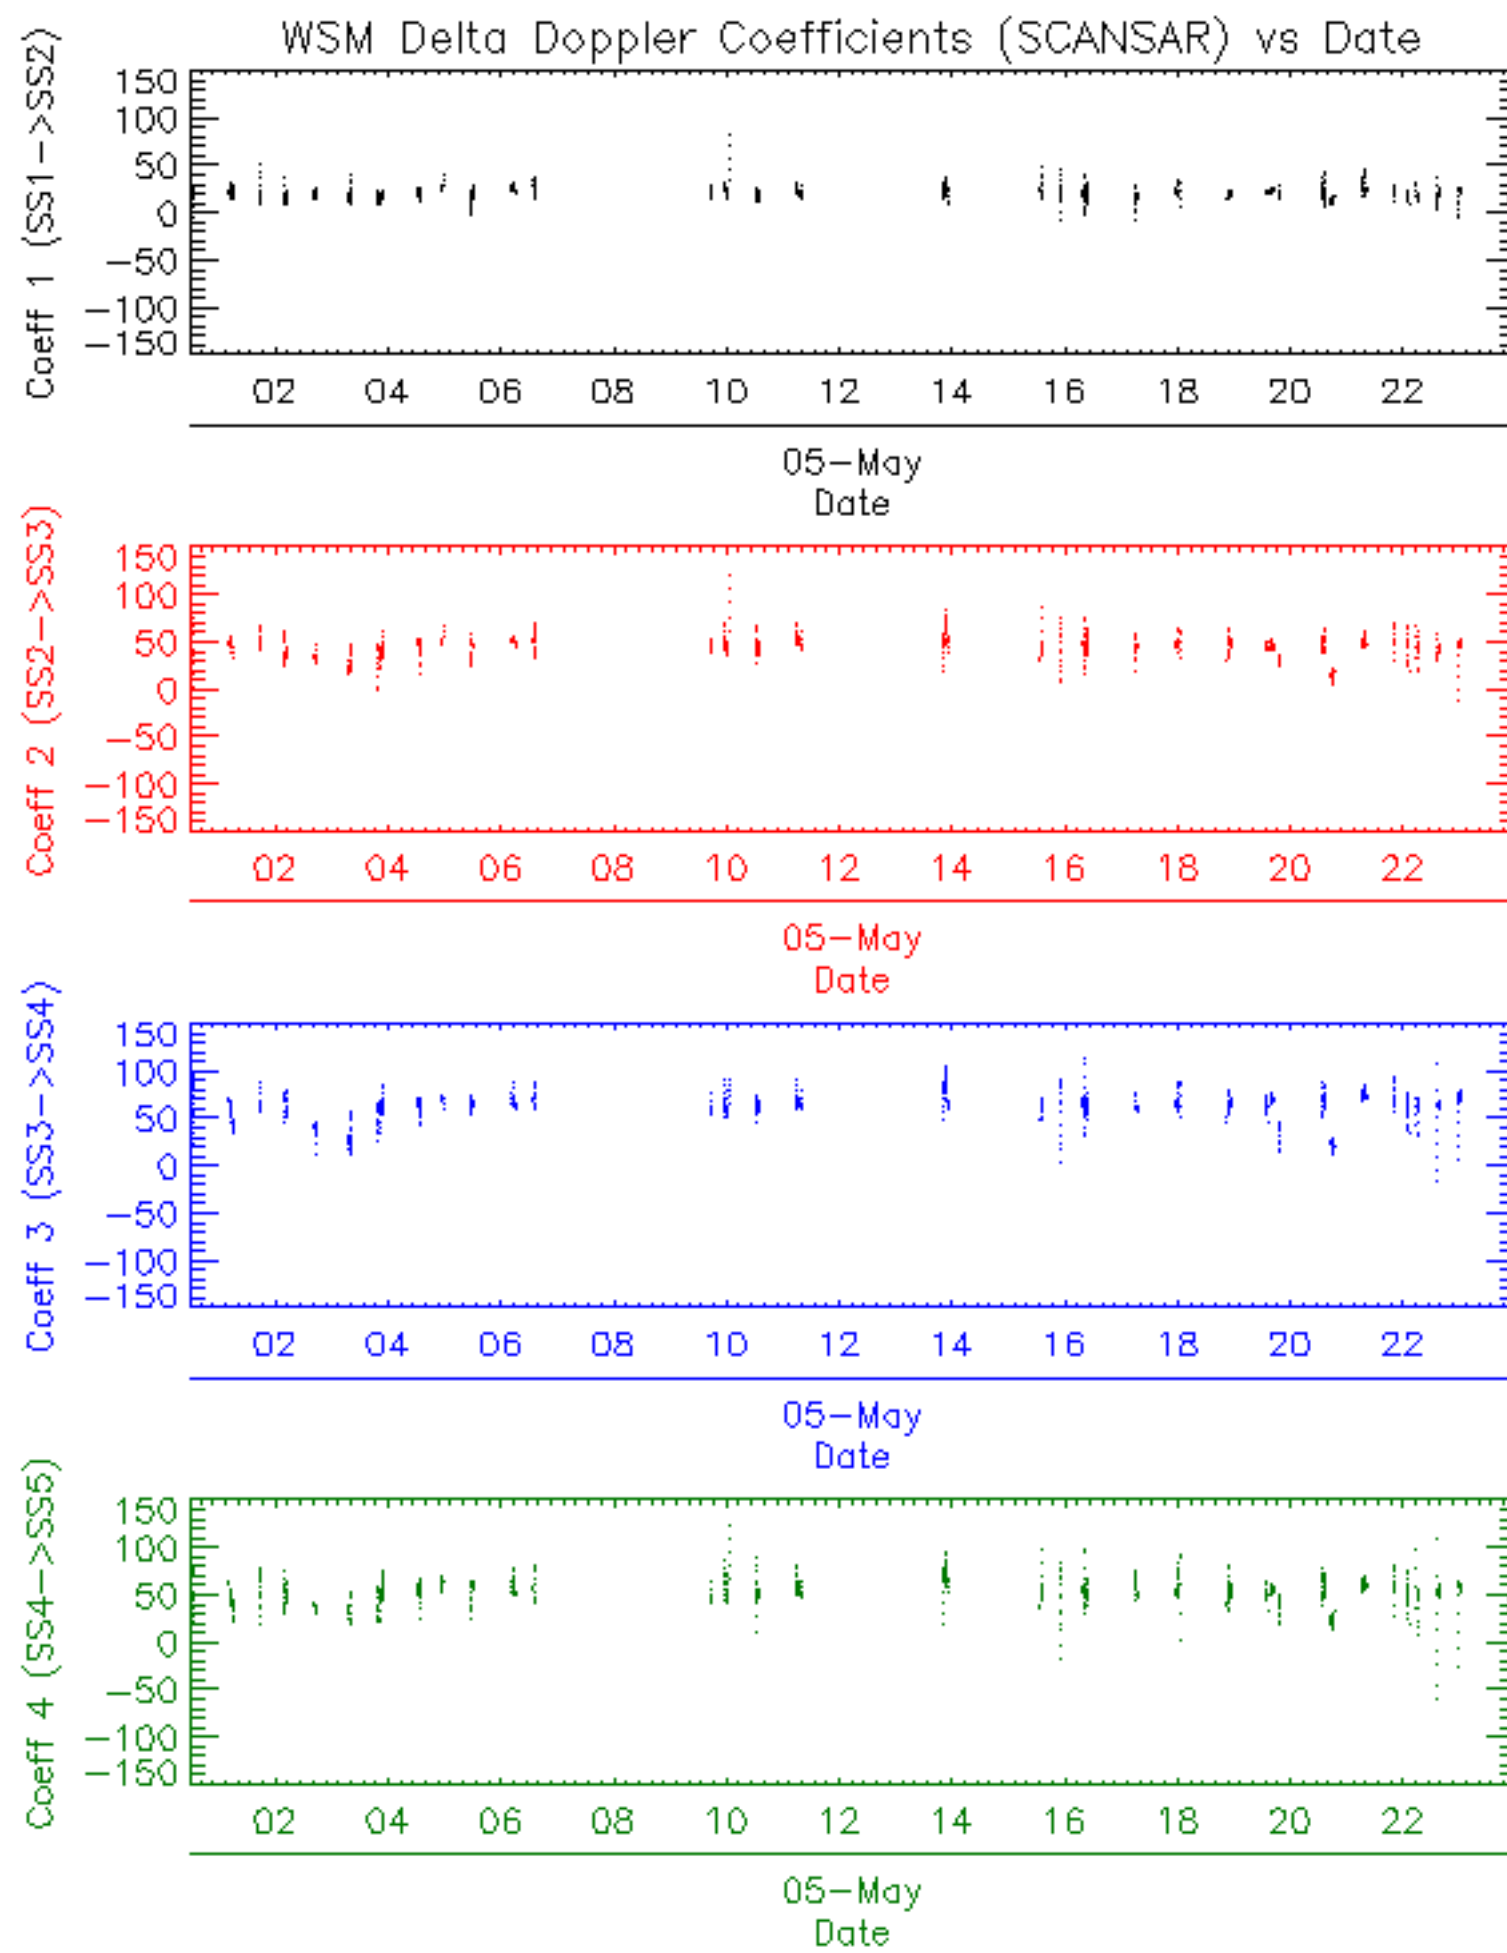 WSM Delta Doppler Coefficients (SCANSAR) vs Date
Coeff 1 (SS1->SS2)
150
100
50
0
-50
-100
-150
02 04 06 08 10 12 14 16 18 20 22
05-May
Date
Coeff 2 (SS2->SS3)
150
100
50
0
-50
-100
-150
02 04 06 08 10 12 14 16 18 20 22
05-May
Date
Coeff 3 (SS3->SS4)
150
100
50
0
-50
-100
-150
02 04 06 08 10 12 14 16 18 20 22
05-May
Date
Coeff 4 (SS4->SS5)
150
100
50
0
-50
-100
-150
02 04 06 08 10 12 14 16 18 20 22
05-May
Date